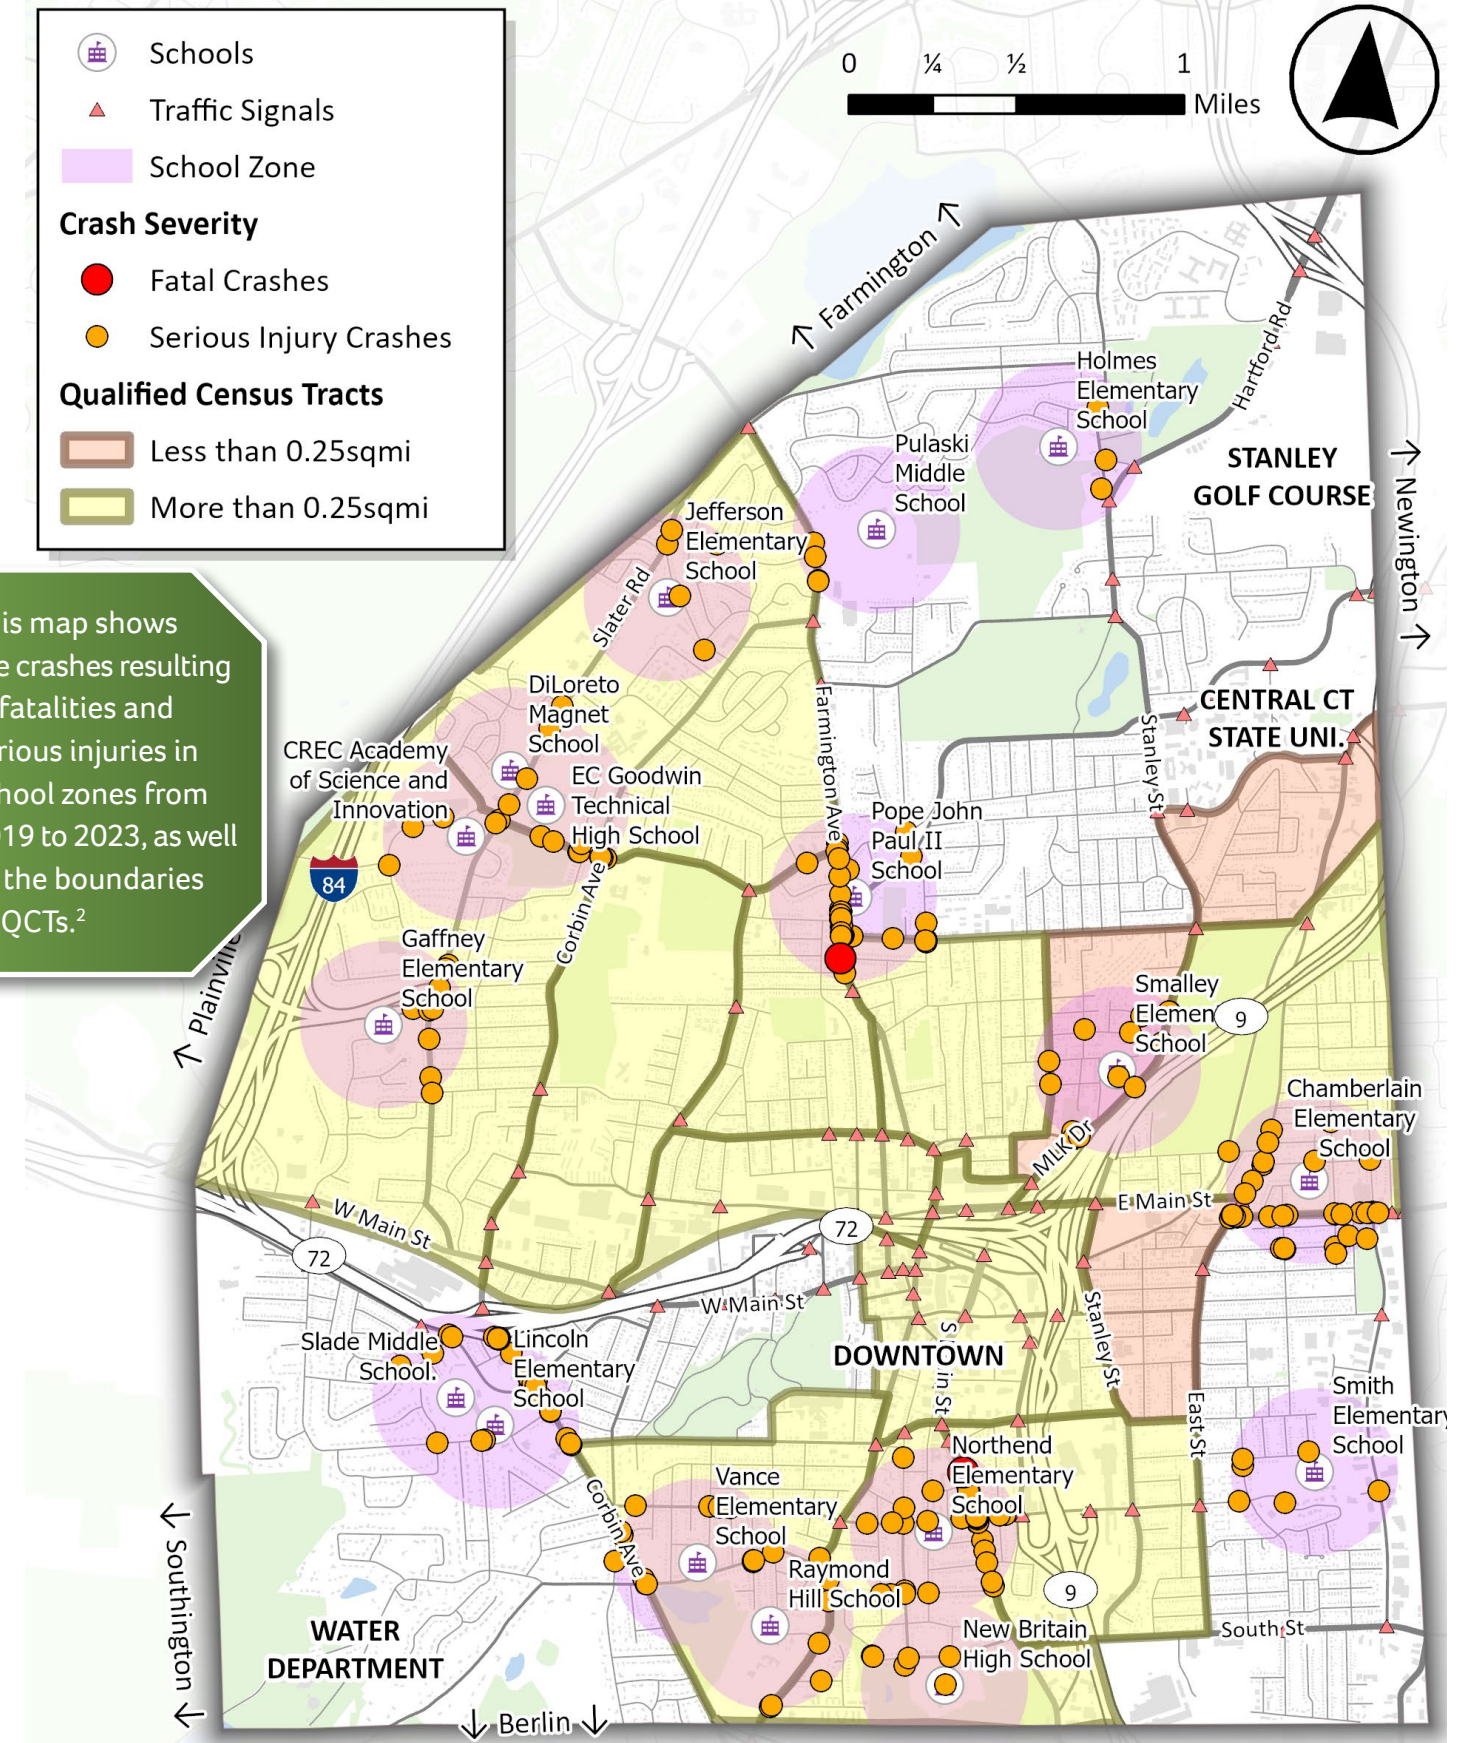 Schools
Traffic Signals
School Zone
Crash Severity
Fatal Crashes
Serious Injury Crashes
Qualified Census Tracts
Less than 0.25sqmi
More than 0.25sqmi
0 ¼ ½ 1
Miles
is map shows
e crashes resulting
fatalities and
rious injuries in
hool zones from
19 to 2023, as well
the boundaries
QCTs.2
Farmington
Hartford Rd
Holmes
Elementary
School
Pulaski
Middle
School
STANLEY
GOLF COURSE
Newington
Jefferson
Elementary
School
Slater Rd
DiLoreto
Magnet
School
CREC Academy
of Science and
Innovation
EC Goodwin
Technical
High School
84
Farmington Ave
Stanley St
CENTRAL CT
STATE UNI.
Pope John
Paul II
School
Corbin Ave
Gaffney
Elementary
School
Plainville
Smalley
Elemen
School
9
Chamberlain
Elementary
School
MLK Dr
E Main St
W Main St
72
72
W Main St
Slade Middle
School.
Lincoln
Elementary
School
DOWNTOWN
Stanley St
East St
Smith
Elementary
School
Northend
Elementary
School
Vance
Elementary
School
Corbin Ave
Raymond
Hill School
9
New Britain
High School
South St
Southington
WATER
DEPARTMENT
Berlin